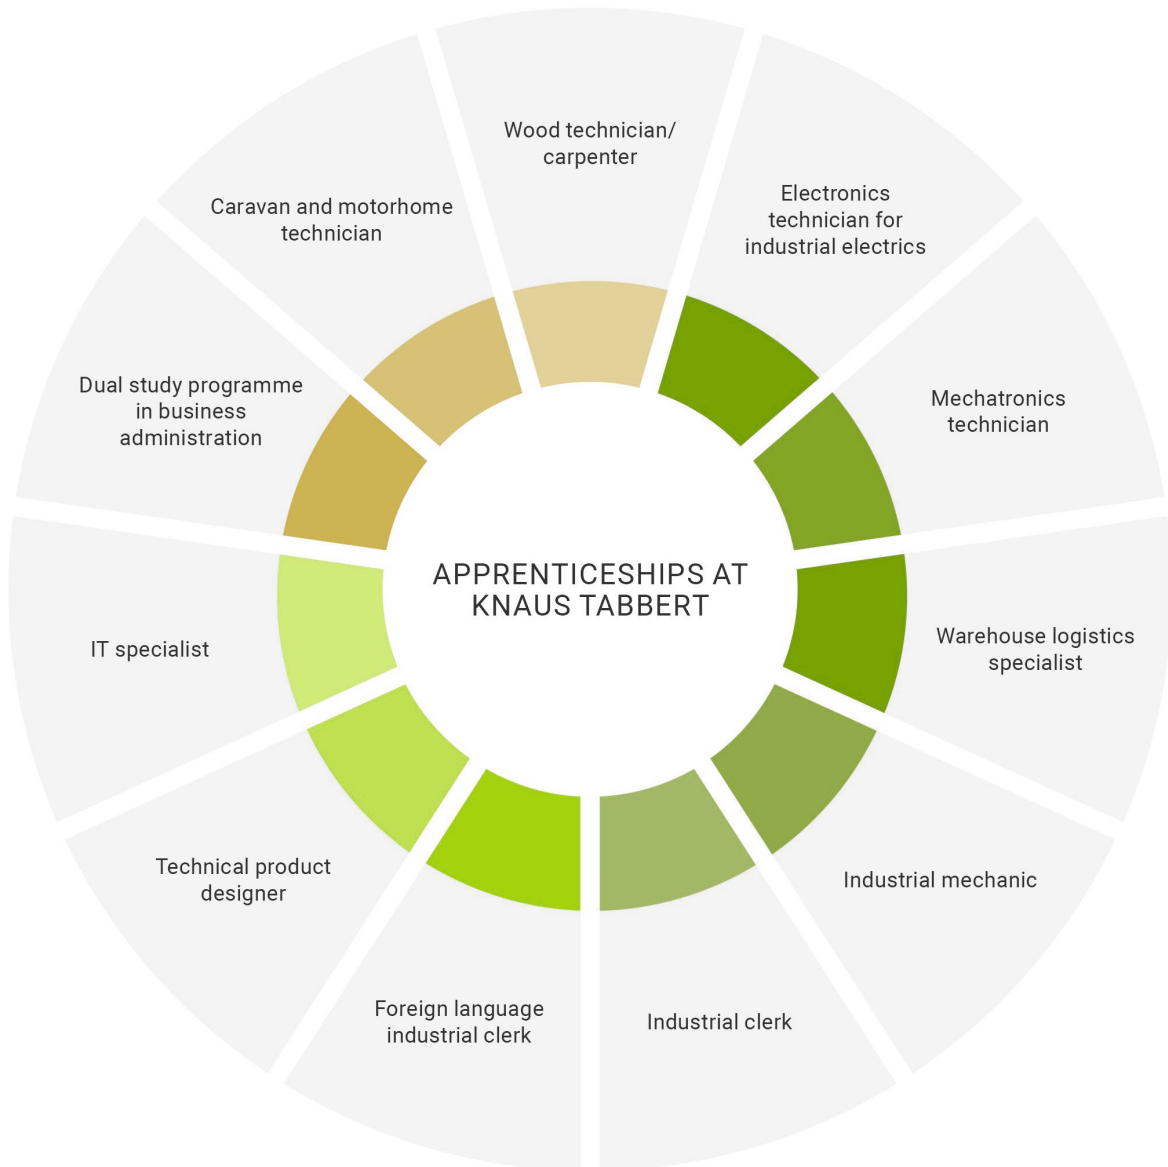 Wood technician/
carpenter
Electronics
technician for
industrial electrics
Mechatronics
technician
Warehouse logistics
specialist
Industrial mechanic
Industrial clerk
Foreign language
industrial clerk
Technical product
designer
IT specialist
Dual study programme
in business
administration
Caravan and motorhome
technician
APPRENTICESHIPS AT
KNAUS TABBERT